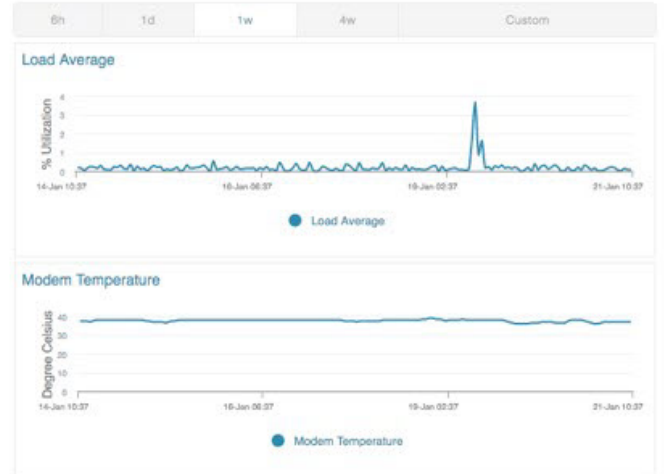 6h 1d 1w 4w Custom
Load Average
% Utilization
4
3
2
1
0
14-Jan 10:37 16-Jan 06:37 19-Jan 02:37 21-Jan 10:37
Load Average
Modem Temperature
Degree Celsius
40
30
20
10
0
14-Jan 10:37 16-Jan 06:37 19-Jan 02:37 21-Jan 10:37
Modem Temperature